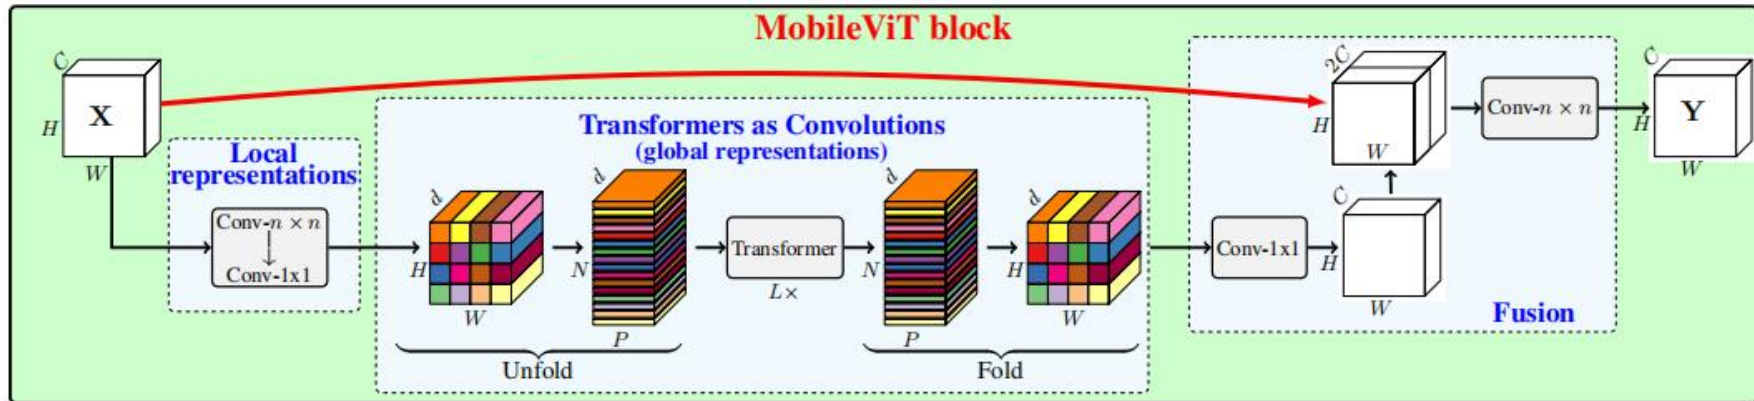 MobileViT block
C
X
H
W
Local
representations
Conv-n × n
Conv-1x1
Transformers as Convolutions
(global representations)
d
H
W
d
N
P
Unfold
Transformer
L×
d
N
P
d
H
W
Fold
Conv-1x1
C
H
W
2C
H
W
Conv-n × n
Fusion
C
Y
H
W